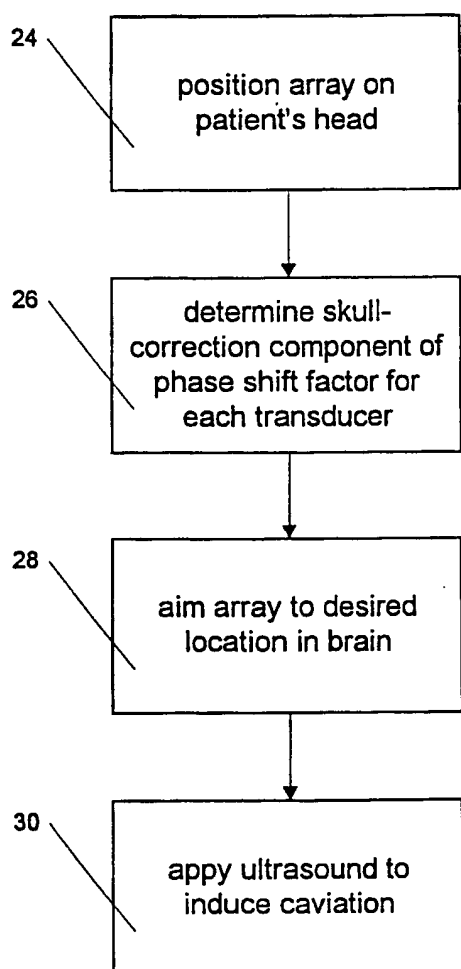 24
position array on
patient's head
26
determine skull-
correction component of
phase shift factor for
each transducer
28
aim array to desired
location in brain
30
appy ultrasound to
induce caviation